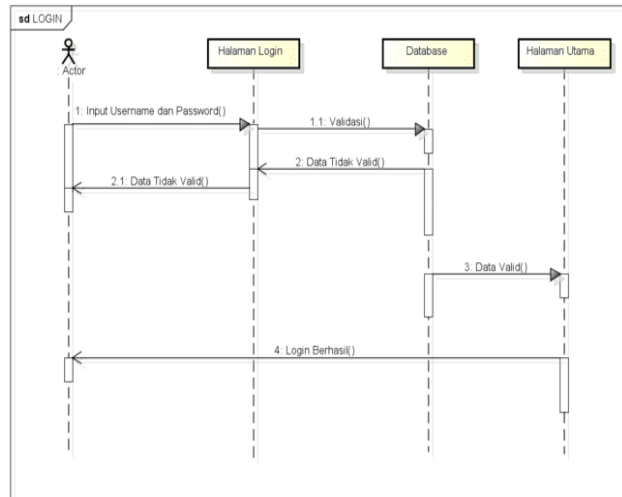 sd LOGIN
Halaman Login
Database
Halaman Utama
: Actor
1: Input Username dan Password()
1.1: Validasi()
2: Data Tidak Valid()
2.1: Data Tidak Valid()
3: Data Valid()
4: Login Berhasil()